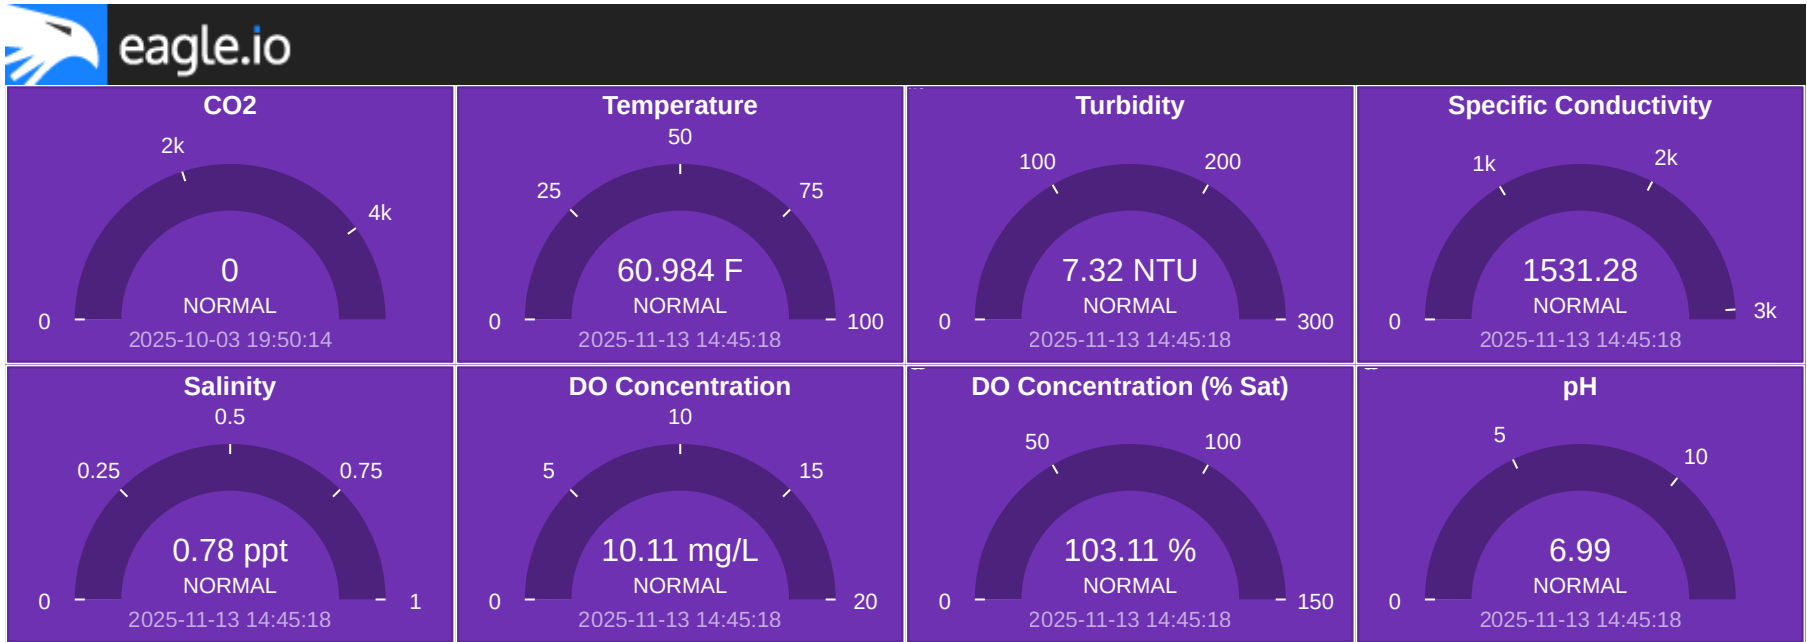 eagle.io
CO2
2k
4k
0
0
NORMAL
2025-10-03 19:50:14
Temperature
50
25
75
60.984 F
NORMAL
0
100
2025-11-13 14:45:18
Turbidity
100
200
7.32 NTU
NORMAL
0
300
2025-11-13 14:45:18
Specific Conductivity
1k
2k
1531.28
NORMAL
0
3k
2025-11-13 14:45:18
Salinity
0.5
0.25
0.75
0.78 ppt
NORMAL
0
1
2025-11-13 14:45:18
DO Concentration
10
5
15
10.11 mg/L
NORMAL
0
20
2025-11-13 14:45:18
DO Concentration (% Sat)
50
100
103.11 %
NORMAL
0
150
2025-11-13 14:45:18
pH
5
10
6.99
NORMAL
0
2025-11-13 14:45:18